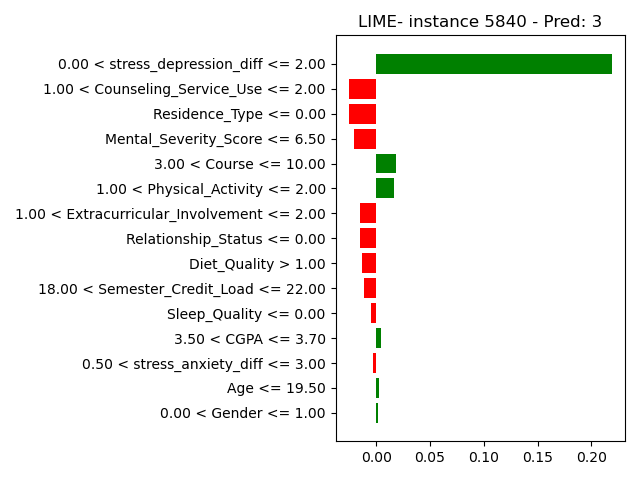 LIME- instance 5840 - Pred: 3
0.00 < stress_depression_diff <= 2.00
1.00 < Counseling_Service_Use <= 2.00
Residence_Type <= 0.00
Mental_Severity_Score <= 6.50
3.00 < Course <= 10.00
1.00 < Physical_Activity <= 2.00
1.00 < Extracurricular_Involvement <= 2.00
Relationship_Status <= 0.00
Diet_Quality > 1.00
18.00 < Semester_Credit_Load <= 22.00
Sleep_Quality <= 0.00
3.50 < CGPA <= 3.70
0.50 < stress_anxiety_diff <= 3.00
Age <= 19.50
0.00 < Gender <= 1.00
0.00 0.05 0.10 0.15 0.20